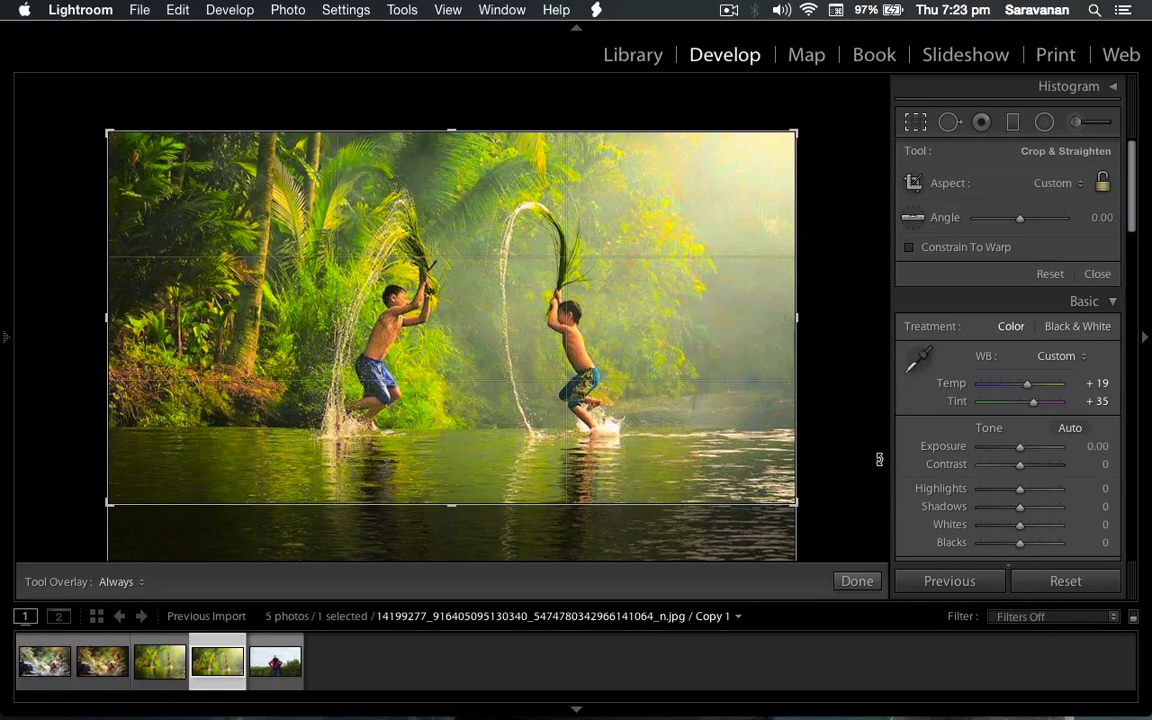 Lightroom File Edit Develop Photo Settings Tools View Window Help 97% Thu 7:23 pm Saravanan
Library | Develop | Map | Book | Slideshow | Print | Web
Histogram
Tool : Crop & Straighten
Aspect : Custom
Angle 0.00
Constrain To Warp
Reset Close
Basic
Treatment : Color Black & White
WB : Custom
Temp + 19
Tint + 35
Tone Auto
Exposure 0.00
Contrast 0
Highlights 0
Shadows 0
Whites 0
Blacks 0
Tool Overlay : Always Done Previous Reset
1 2 Previous Import 5 photos / 1 selected / 14199277_916405095130340_5474780342966141064_n.jpg / Copy 1 Filter : Filters Off